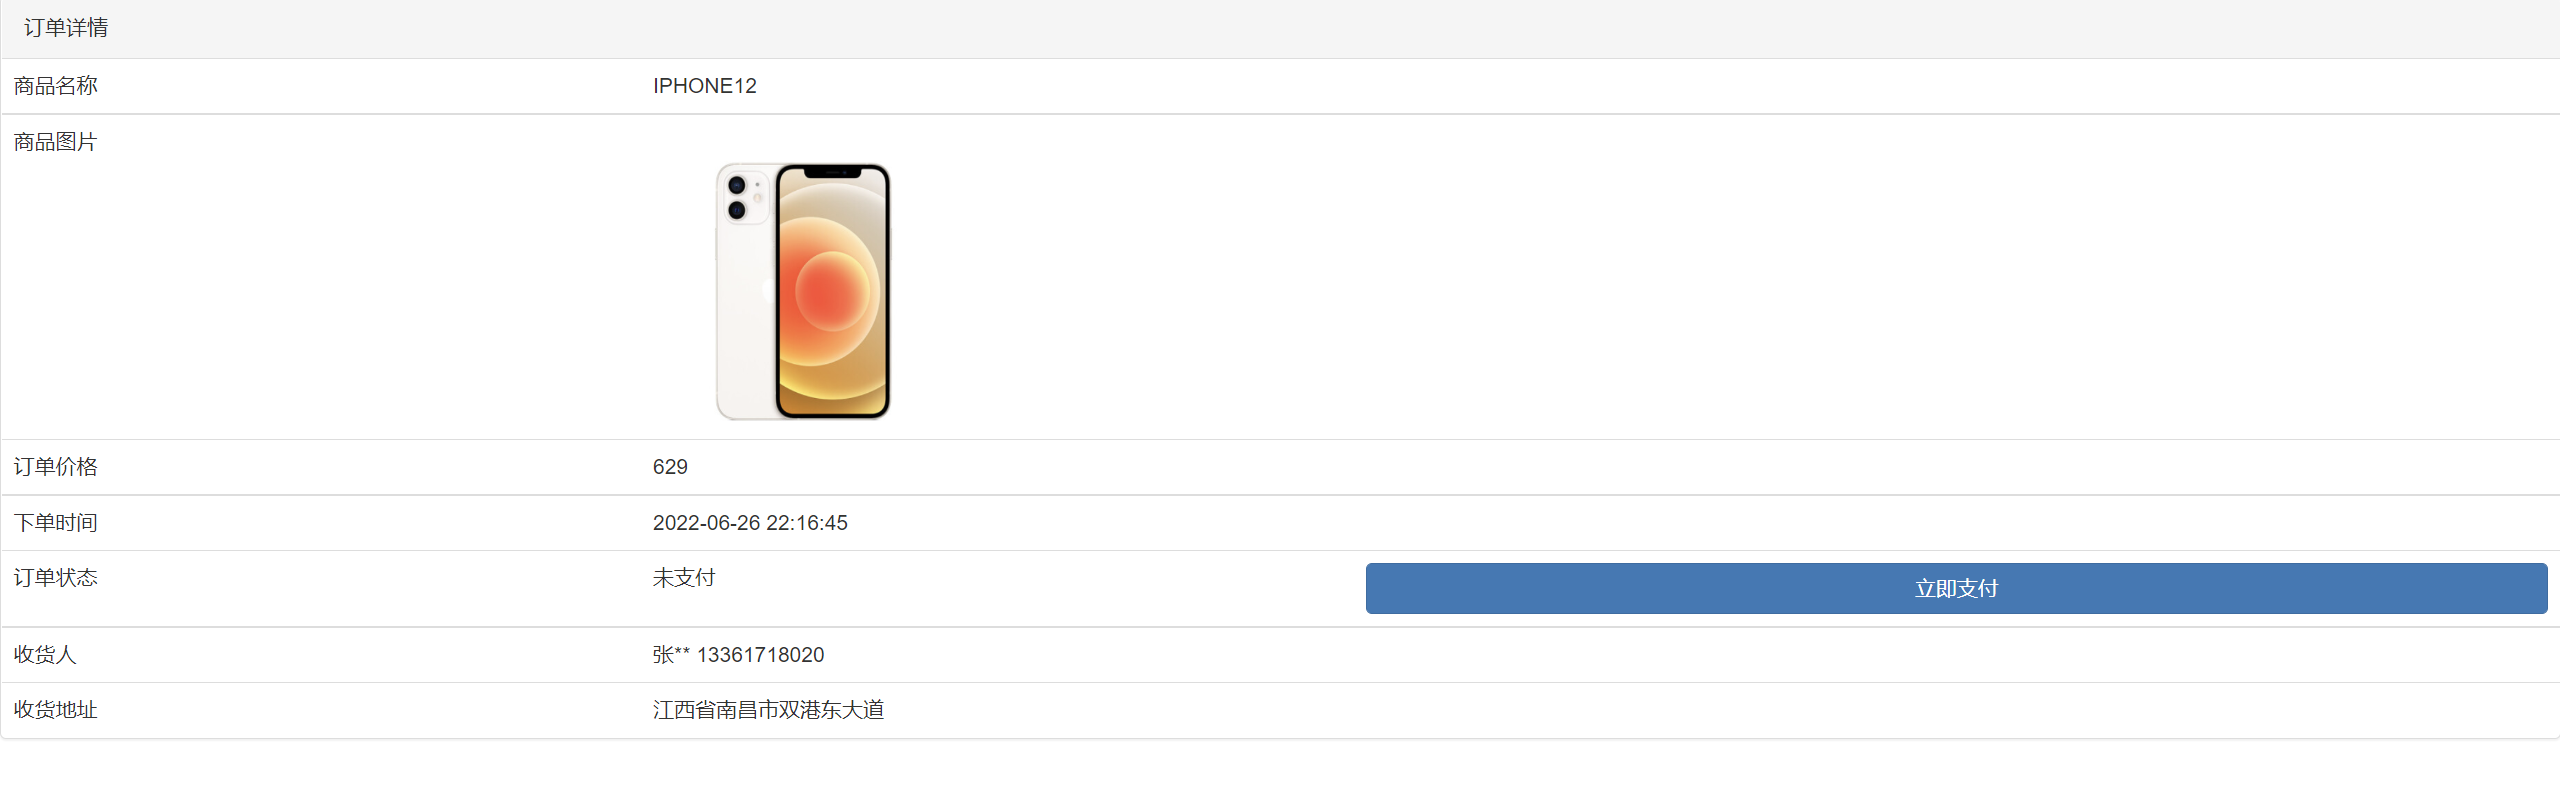 订单详情
商品名称 IPHONE12
商品图片
订单价格 629
下单时间 2022-06-26 22:16:45
订单状态 未支付 立即支付
收货人 张** 13361718020
收货地址 江西省南昌市双港东大道